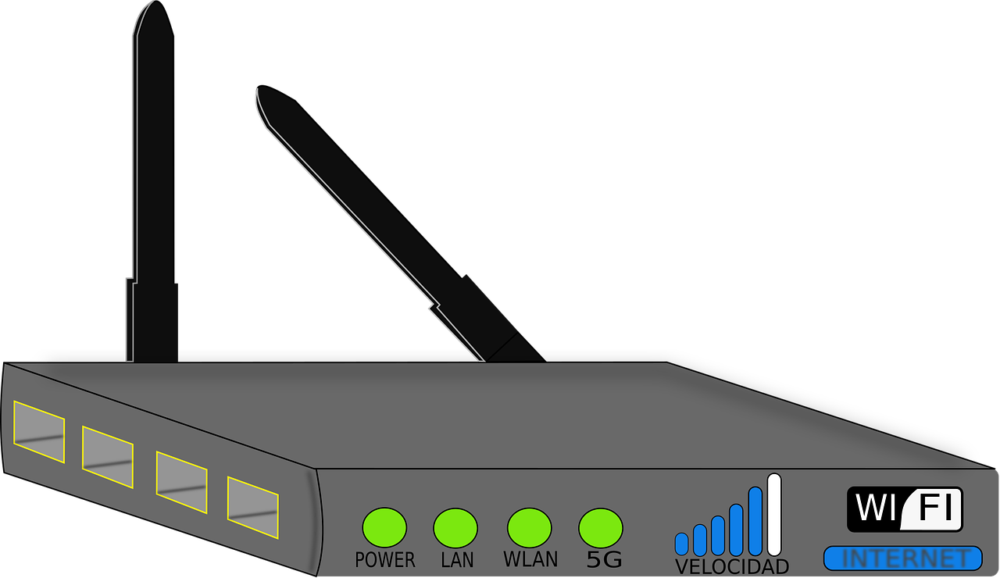 POWER
LAN
WLAN
5G
VELOCIDAD
WI FI
INTERNET